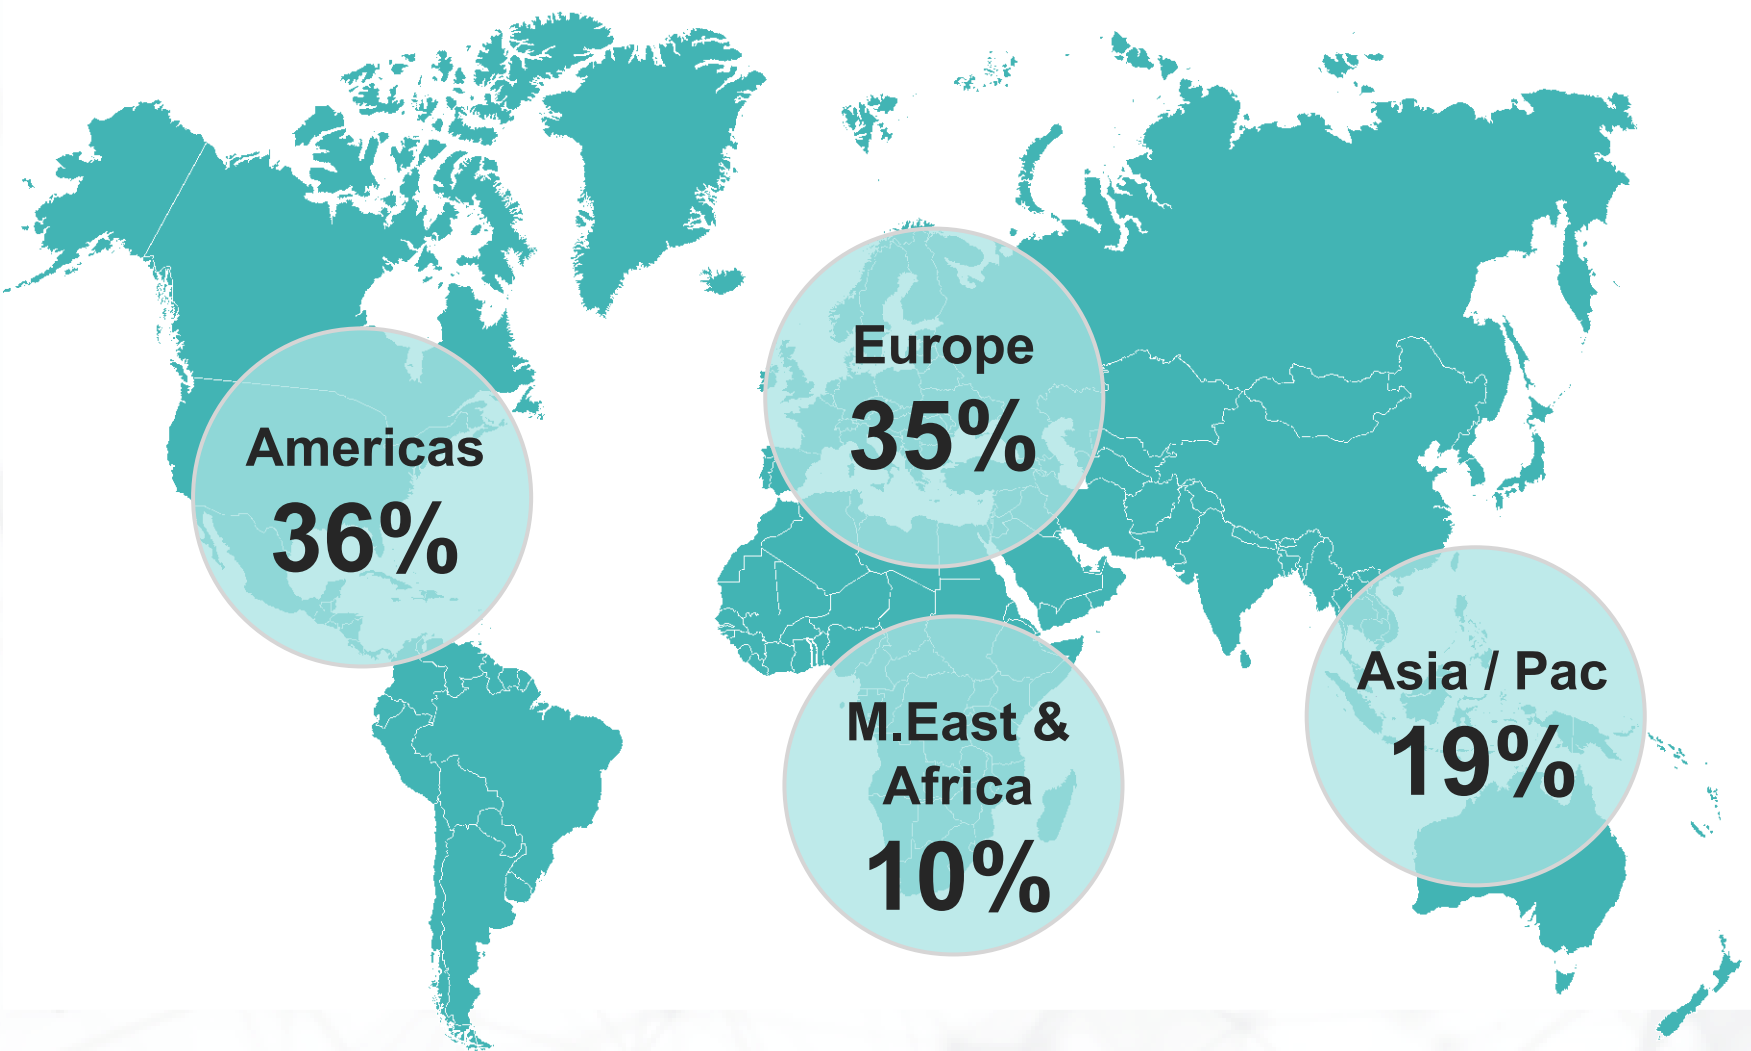 Europe
35%
Americas
36%
M.East &
Africa
10%
Asia / Pac
19%